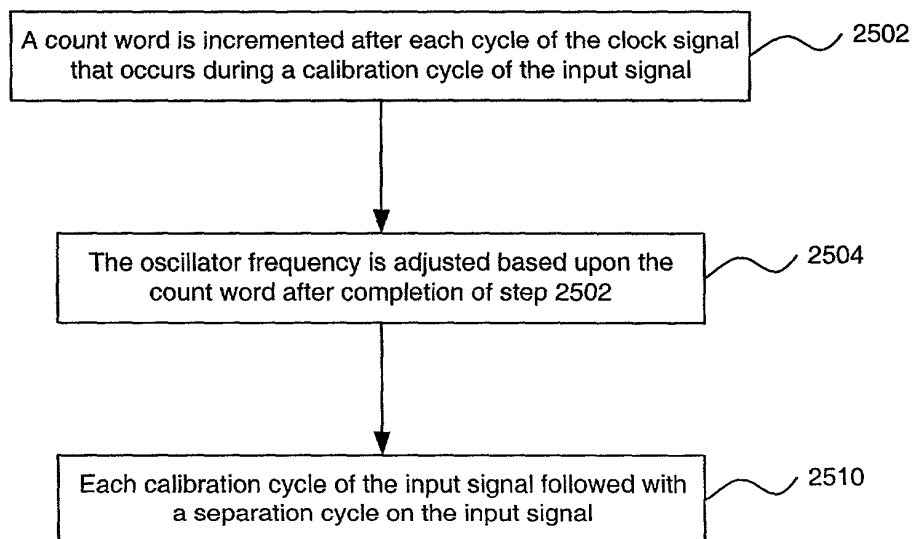 A count word is incremented after each cycle of the clock signal
that occurs during a calibration cycle of the input signal
2502
The oscillator frequency is adjusted based upon the
count word after completion of step 2502
2504
Each calibration cycle of the input signal followed with
a separation cycle on the input signal
2510